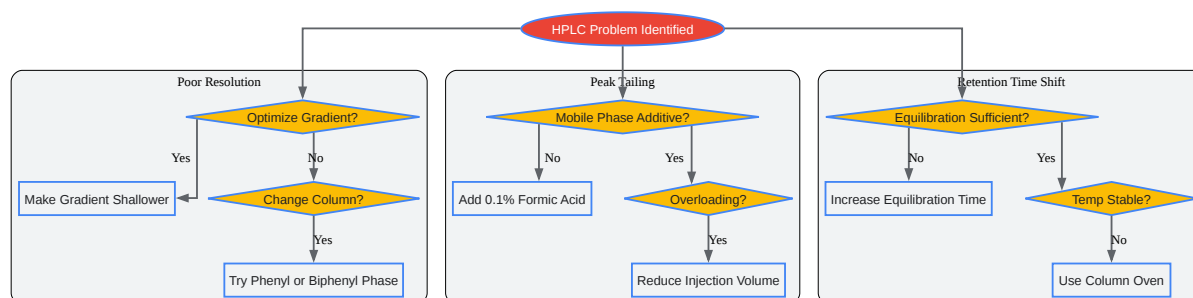 HPLC Problem Identified
Poor Resolution
Peak Tailing
Retention Time Shift
Optimize Gradient?
Mobile Phase Additive?
Equilibration Sufficient?
Yes
No
No
Yes
No
Yes
Make Gradient Shallower
Change Column?
Add 0.1% Formic Acid
Overloading?
Increase Equilibration Time
Temp Stable?
Yes
Yes
No
Try Phenyl or Biphenyl Phase
Reduce Injection Volume
Use Column Oven